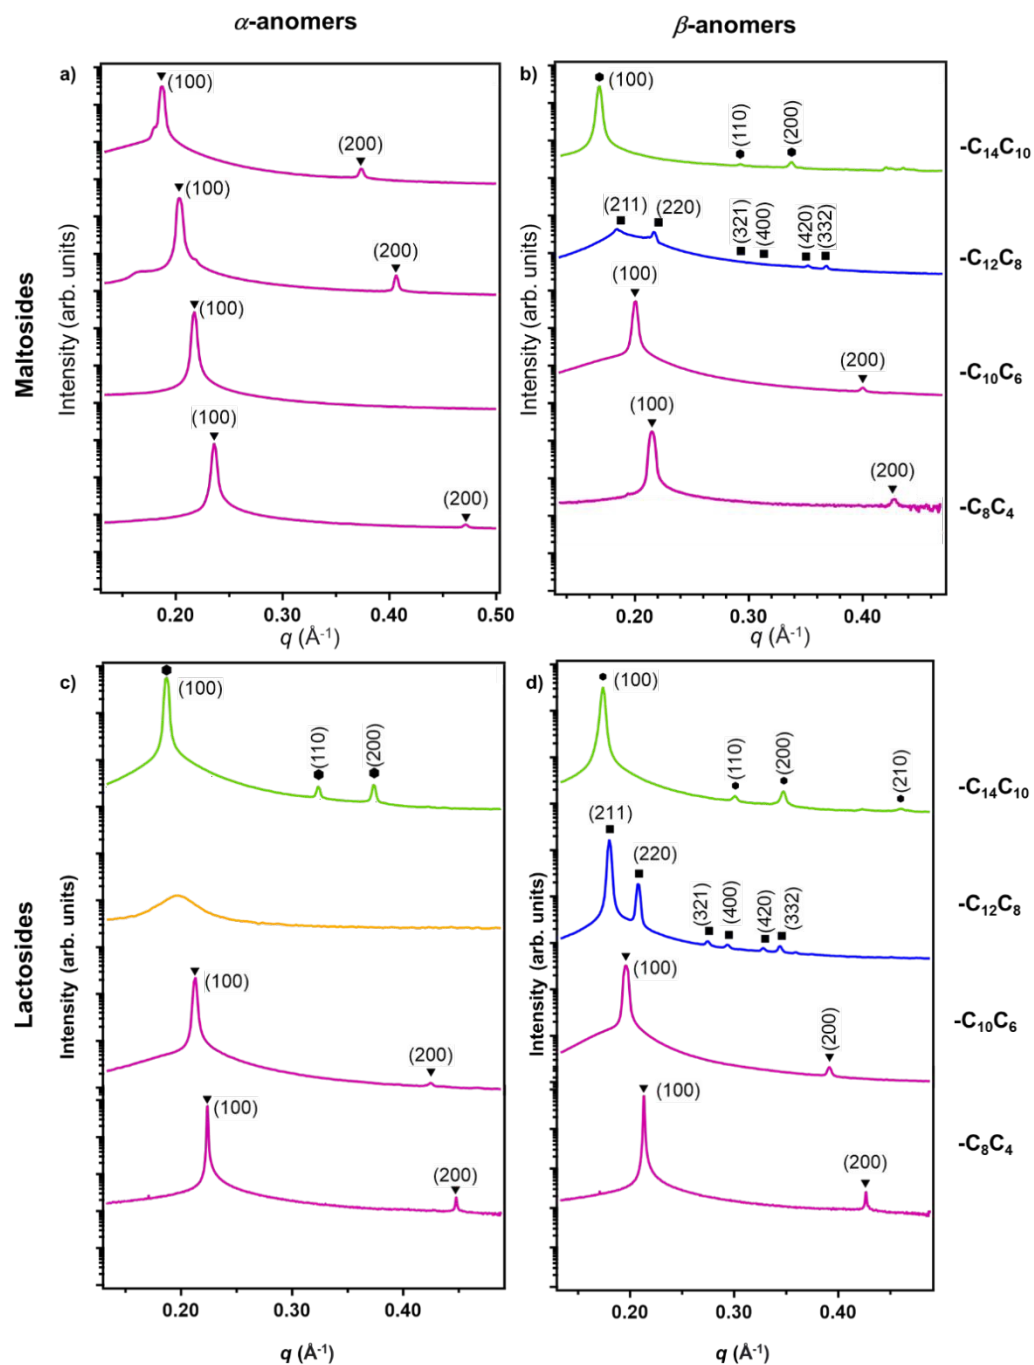 α-anomers
β-anomers
Maltosides
Lactosides
a)
(100)
(200)
(100)
(200)
(100)
(100)
(200)
Intensity (arb. units)
0.20 0.30 0.40 0.50
q (Å⁻¹)
b)
(100)
(110)
(200)
-C₁₄C₁₀
(211)
(220)
(321)
(400)
(420)
(332)
-C₁₂C₈
(100)
(200)
-C₁₀C₆
(100)
(200)
-C₈C₄
Intensity (arb. units)
0.20 0.30 0.40
q (Å⁻¹)
c)
(100)
(110)
(200)
(100)
(200)
(100)
(200)
Intensity (arb. units)
0.20 0.30 0.40
q (Å⁻¹)
d)
(100)
(110)
(200)
(210)
-C₁₄C₁₀
(211)
(220)
(321)
(400)
(420)
(332)
-C₁₂C₈
(100)
(200)
-C₁₀C₆
(100)
(200)
-C₈C₄
Intensity (arb. units)
0.20 0.30 0.40
q (Å⁻¹)